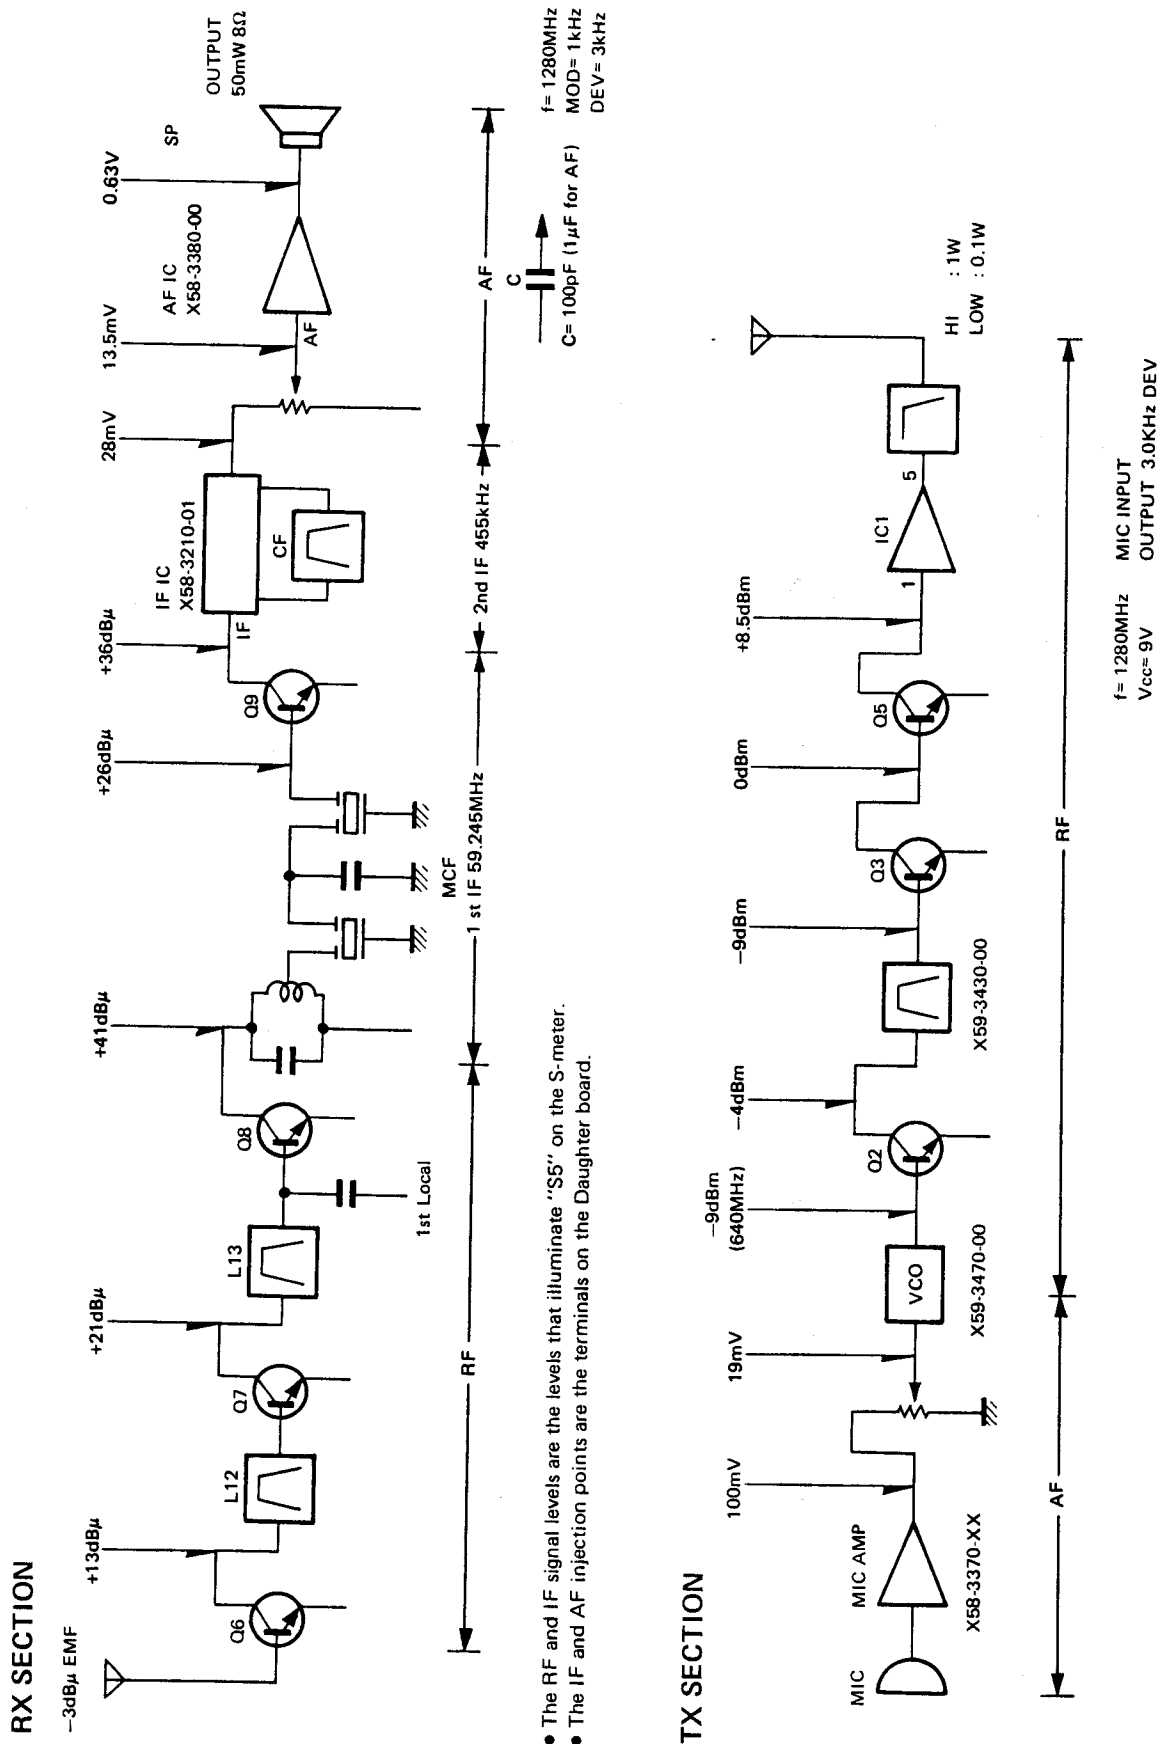 RX SECTION
−3dBμ EMF
+13dBμ
+21dBμ
+41dBμ
+26dBμ
+36dBμ
28mV
13.5mV
0.63V
Q6
L12
Q7
L13
1st Local
Q8
MCF
Q9
IF
IF IC
X58-3210-01
CF
AF
AF IC
X58-3380-00
SP
OUTPUT
50mW 8Ω
RF
1 st IF 59.245MHz
2nd IF 455kHz
AF
C
C= 100pF (1μF for AF)
f= 1280MHz
MOD= 1kHz
DEV= 3kHz
● The RF and IF signal levels are the levels that illuminate "S5" on the S-meter.
● The IF and AF injection points are the terminals on the Daughter board.
TX SECTION
MIC
MIC AMP
X58-3370-XX
100mV
19mV
VCO
X59-3470-00
−9dBm
(640MHz)
Q2
−4dBm
X59-3430-00
−9dBm
Q3
0dBm
Q5
+8.5dBm
1
IC1
5
HI : 1W
LOW : 0.1W
AF
RF
f= 1280MHz MIC INPUT
Vcc= 9V OUTPUT 3.0KHz DEV